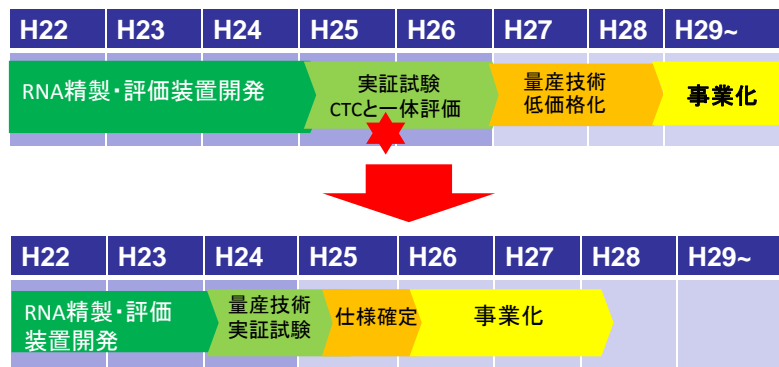 H22 H23 H24 H25 H26 H27 H28 H29~
RNA精製・評価装置開発
実証試験
CTCと一体評価
量産技術
低価格化
事業化
H22 H23 H24 H25 H26 H27 H28 H29~
RNA精製・評価
装置開発
量産技術
実証試験
仕様確定
事業化